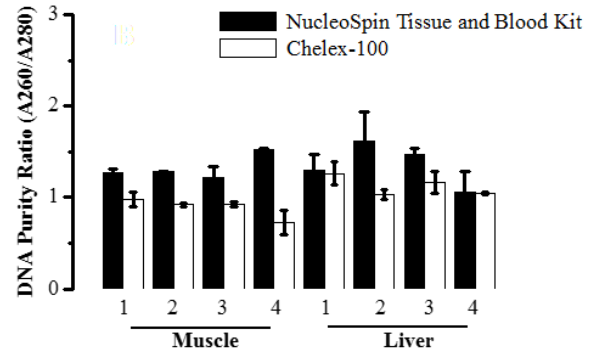 NucleoSpin Tissue and Blood Kit
Chelex-100
DNA Purity Ratio (A260/A280)
3
2
1
0
1 2 3 4 1 2 3 4
Muscle Liver